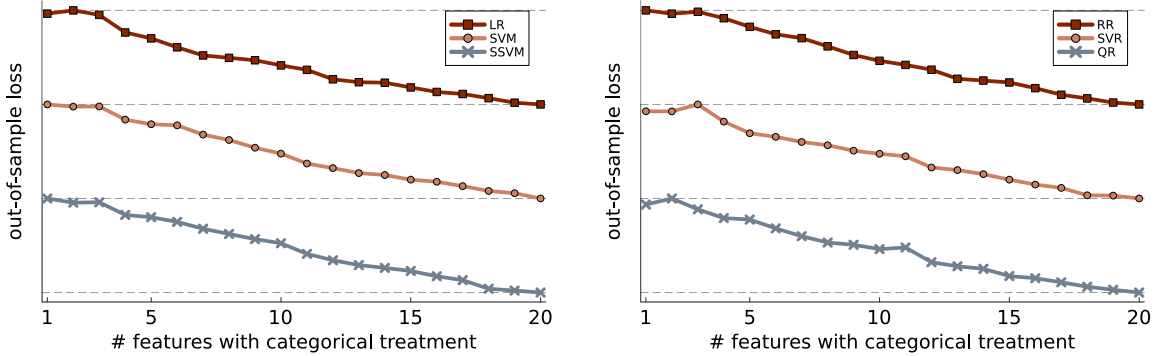 LR
SVM
SSVM
out-of-sample loss
1
5
10
15
20
# features with categorical treatment
RR
SVR
QR
out-of-sample loss
1
5
10
15
20
# features with categorical treatment